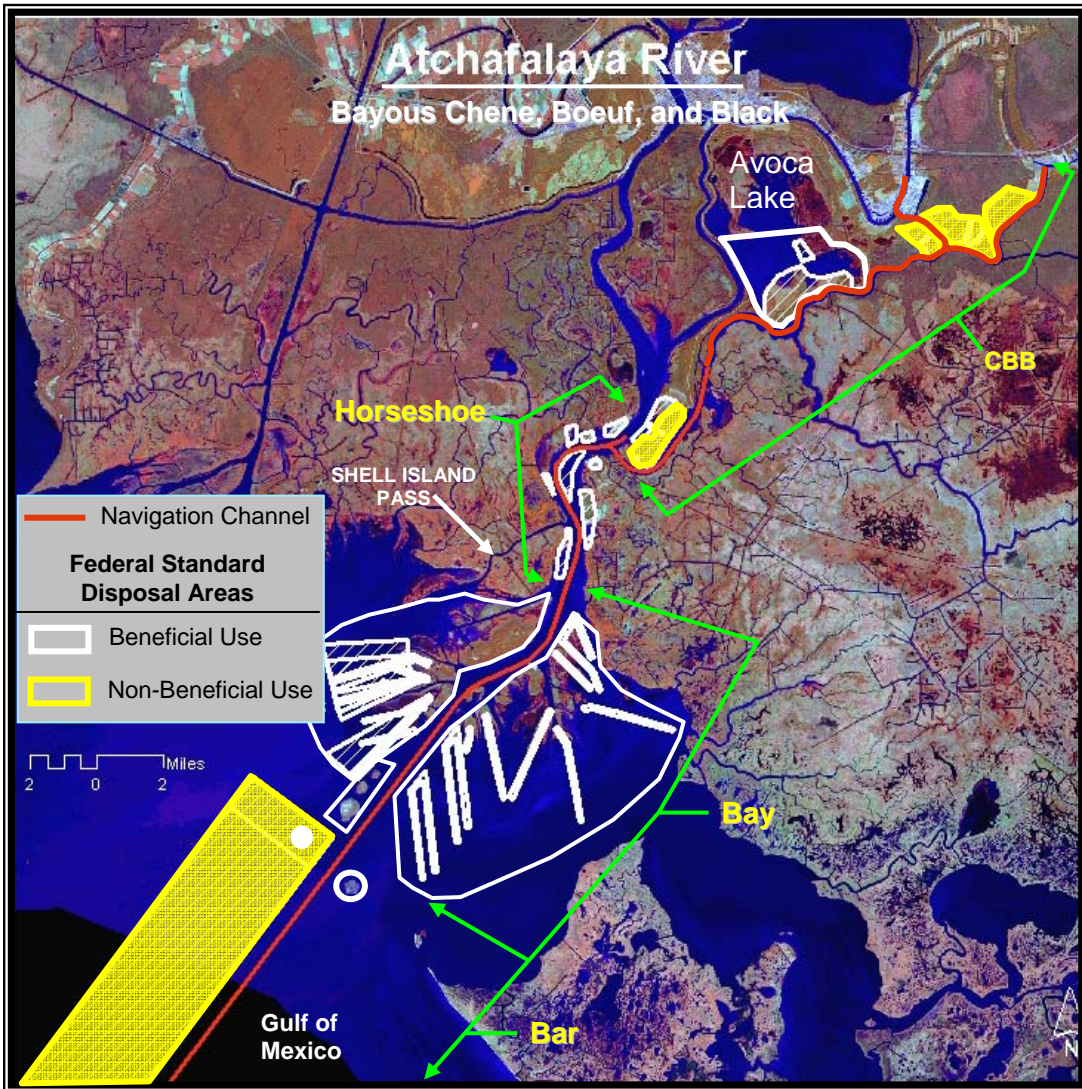 Atchafalaya River
Bayous Chene, Boeuf, and Black
Avoca
Lake
CBB
Horseshoe
SHELL ISLAND
PASS
Navigation Channel
Federal Standard
Disposal Areas
Beneficial Use
Non-Beneficial Use
Miles
2 0 2
Bay
Gulf of
Mexico
Bar
N